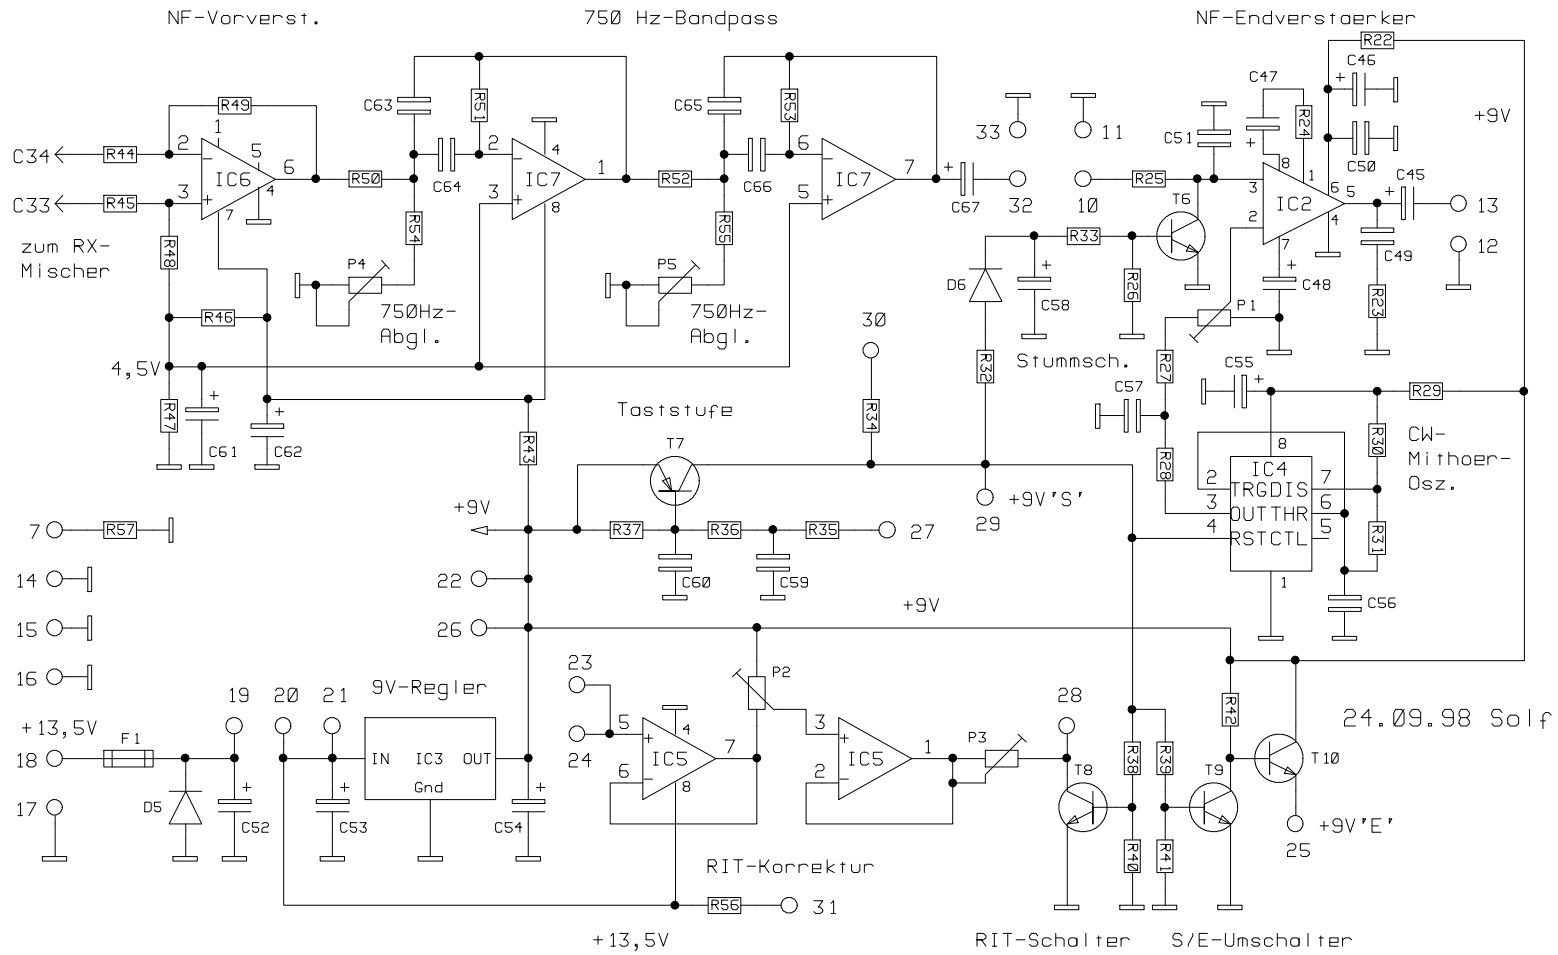 NF-Vorverst.
750 Hz-Bandpass
NF-Endverstaerker
R22
C46
C47
+9V
C63
R51
C65
R53
R49
R24
C34
R44
2
1
5
6
4
IC6
3
7
C33
R45
R50
C64
2
4
IC7
1
3
8
R52
C66
6
IC7
7
5
C67
33
32
11
10
R25
C51
C50
8
1
3
IC2
6
5
2
4
7
C45
13
12
T6
zum RX-
Mischer
R48
R54
R55
P4
750Hz-
Abgl.
P5
750Hz-
Abgl.
D6
C58
R33
R26
C48
C49
R23
P1
R46
4,5V
30
Stummsch.
R32
R27
C57
C55
R29
R47
C61
C62
R43
Taststufe
T7
R34
R28
R30
CW-
Mithoer-
Osz.
8
IC4
2
TRGDIS
7
3
OUTTHR
6
4
RSTCTL
5
1
R31
C56
29
+9V'S'
+9V
R37
R36
R35
27
C60
C59
7
R57
14
15
16
22
26
+9V
+13,5V
18
F1
19
20
21
9V-Regler
IN
IC3
OUT
Gnd
17
D5
C52
C53
C54
23
24
5
4
IC5
7
6
8
P2
3
IC5
1
2
P3
28
T8
R38
R39
R40
R41
T9
R42
T10
24.09.98 Solf
+9V'E'
25
RIT-Korrektur
R56
31
+13,5V
RIT-Schalter
S/E-Umschalter